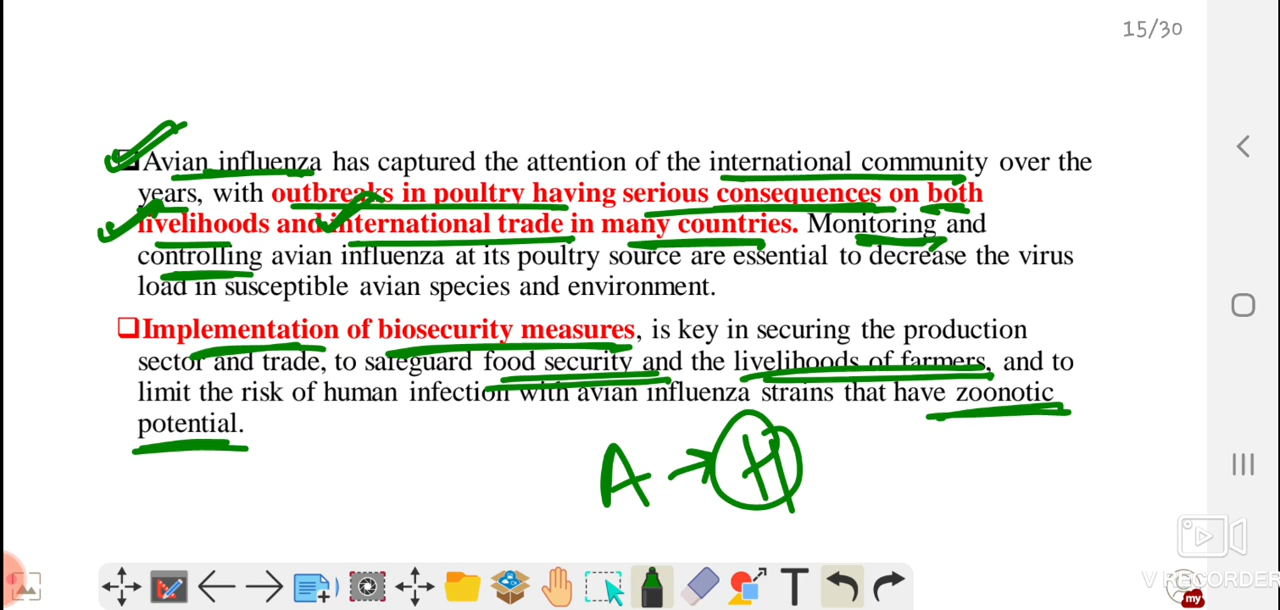 15/30
Avian influenza has captured the attention of the international community over the
years, with outbreaks in poultry having serious consequences on both
livelihoods and international trade in many countries. Monitoring and
controlling avian influenza at its poultry source are essential to decrease the virus
load in susceptible avian species and environment.
Implementation of biosecurity measures, is key in securing the production
sector and trade, to safeguard food security and the livelihoods of farmers, and to
limit the risk of human infection with avian influenza strains that have zoonotic
potential.
A → H
T
V RECORDER
my